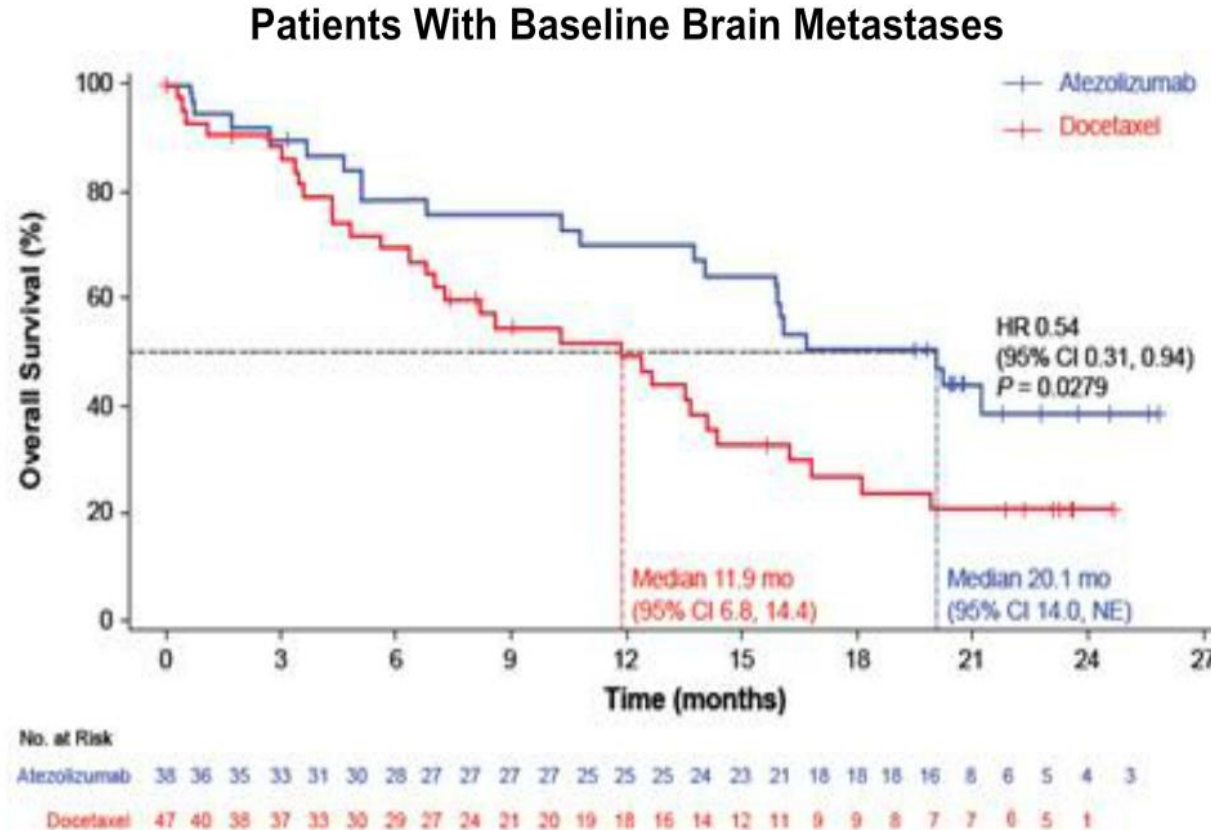 Patients With Baseline Brain Metastases
Atezolizumab
Docetaxel
Overall Survival (%)
100
80
60
40
20
0
HR 0.54
(95% CI 0.31, 0.94)
P = 0.0279
Median 11.9 mo
(95% CI 6.8, 14.4)
Median 20.1 mo
(95% CI 14.0, NE)
0 3 6 9 12 15 18 21 24 27
Time (months)
No. at Risk
Atezolizumab 38 36 35 33 31 30 28 27 27 27 27 25 25 25 24 23 21 18 18 18 16 8 6 5 4 3
Docetaxel 47 40 38 37 33 30 29 27 24 21 20 19 18 16 14 12 11 9 9 8 7 7 6 5 1